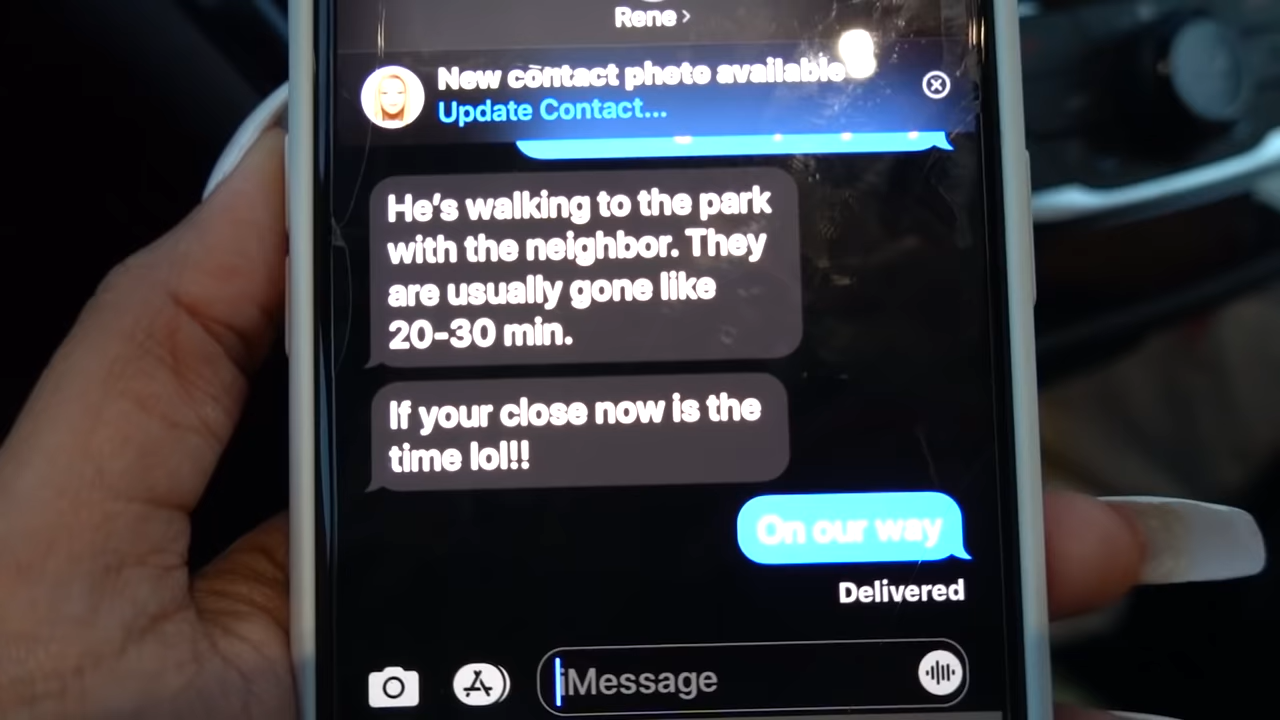 Rene >
New contact photo available
Update Contact...
He's walking to the park
with the neighbor. They
are usually gone like
20-30 min.
If your close now is the
time lol!!
On our way
Delivered
iMessage